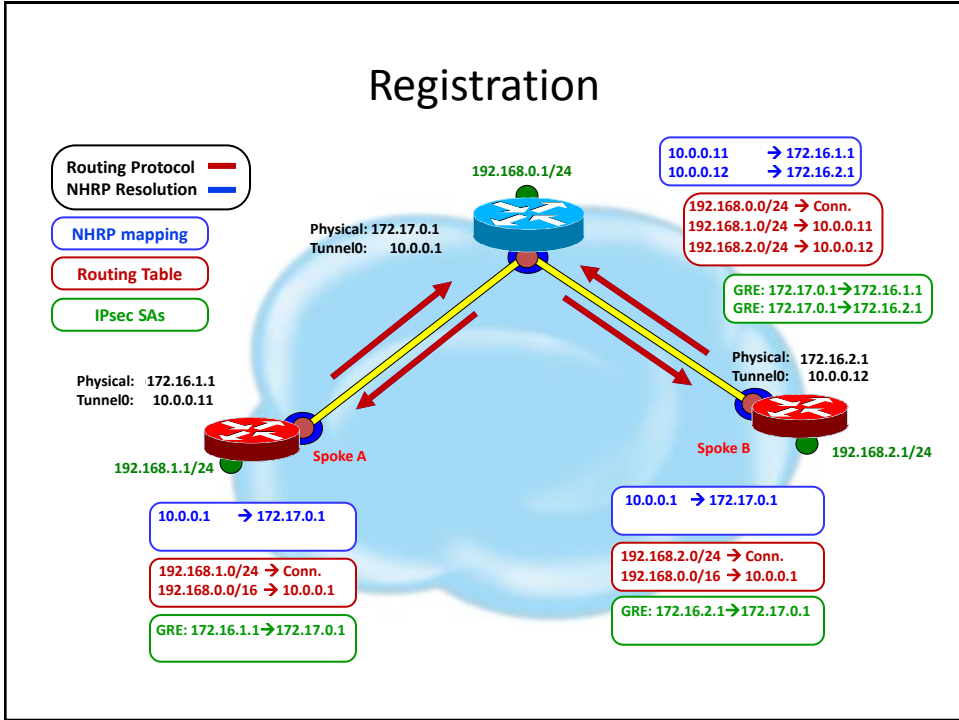 Registration
Routing Protocol
NHRP Resolution
NHRP mapping
Routing Table
IPsec SAs
192.168.0.1/24
Physical: 172.17.0.1
Tunnel0: 10.0.0.1
10.0.0.11 → 172.16.1.1
10.0.0.12 → 172.16.2.1
192.168.0.0/24 → Conn.
192.168.1.0/24 → 10.0.0.11
192.168.2.0/24 → 10.0.0.12
GRE: 172.17.0.1→172.16.1.1
GRE: 172.17.0.1→172.16.2.1
Physical: 172.16.1.1
Tunnel0: 10.0.0.11
Physical: 172.16.2.1
Tunnel0: 10.0.0.12
Spoke A
192.168.1.1/24
Spoke B
192.168.2.1/24
10.0.0.1 → 172.17.0.1
192.168.1.0/24 → Conn.
192.168.0.0/16 → 10.0.0.1
GRE: 172.16.1.1→172.17.0.1
10.0.0.1 → 172.17.0.1
192.168.2.0/24 → Conn.
192.168.0.0/16 → 10.0.0.1
GRE: 172.16.2.1→172.17.0.1